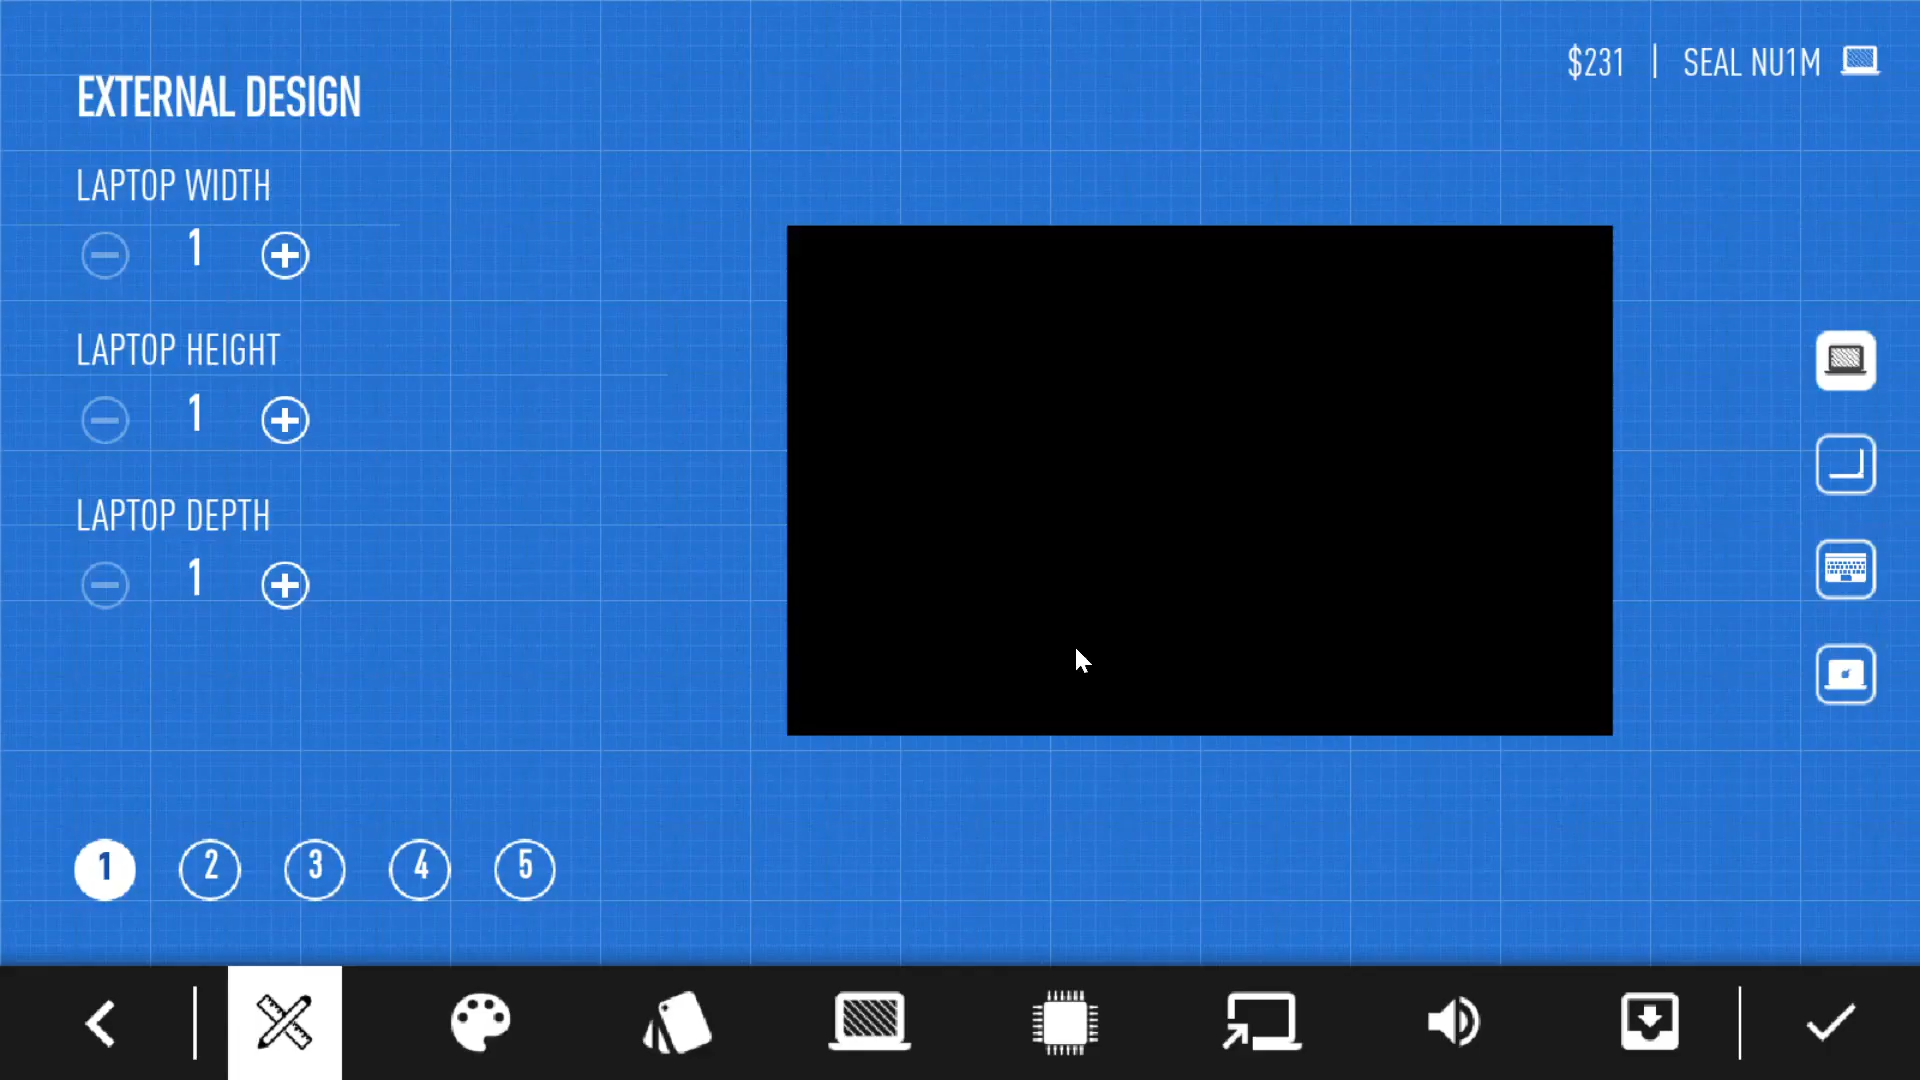 $231 | SEAL NU1M
EXTERNAL DESIGN
LAPTOP WIDTH
1
LAPTOP HEIGHT
1
LAPTOP DEPTH
1
1 2 3 4 5